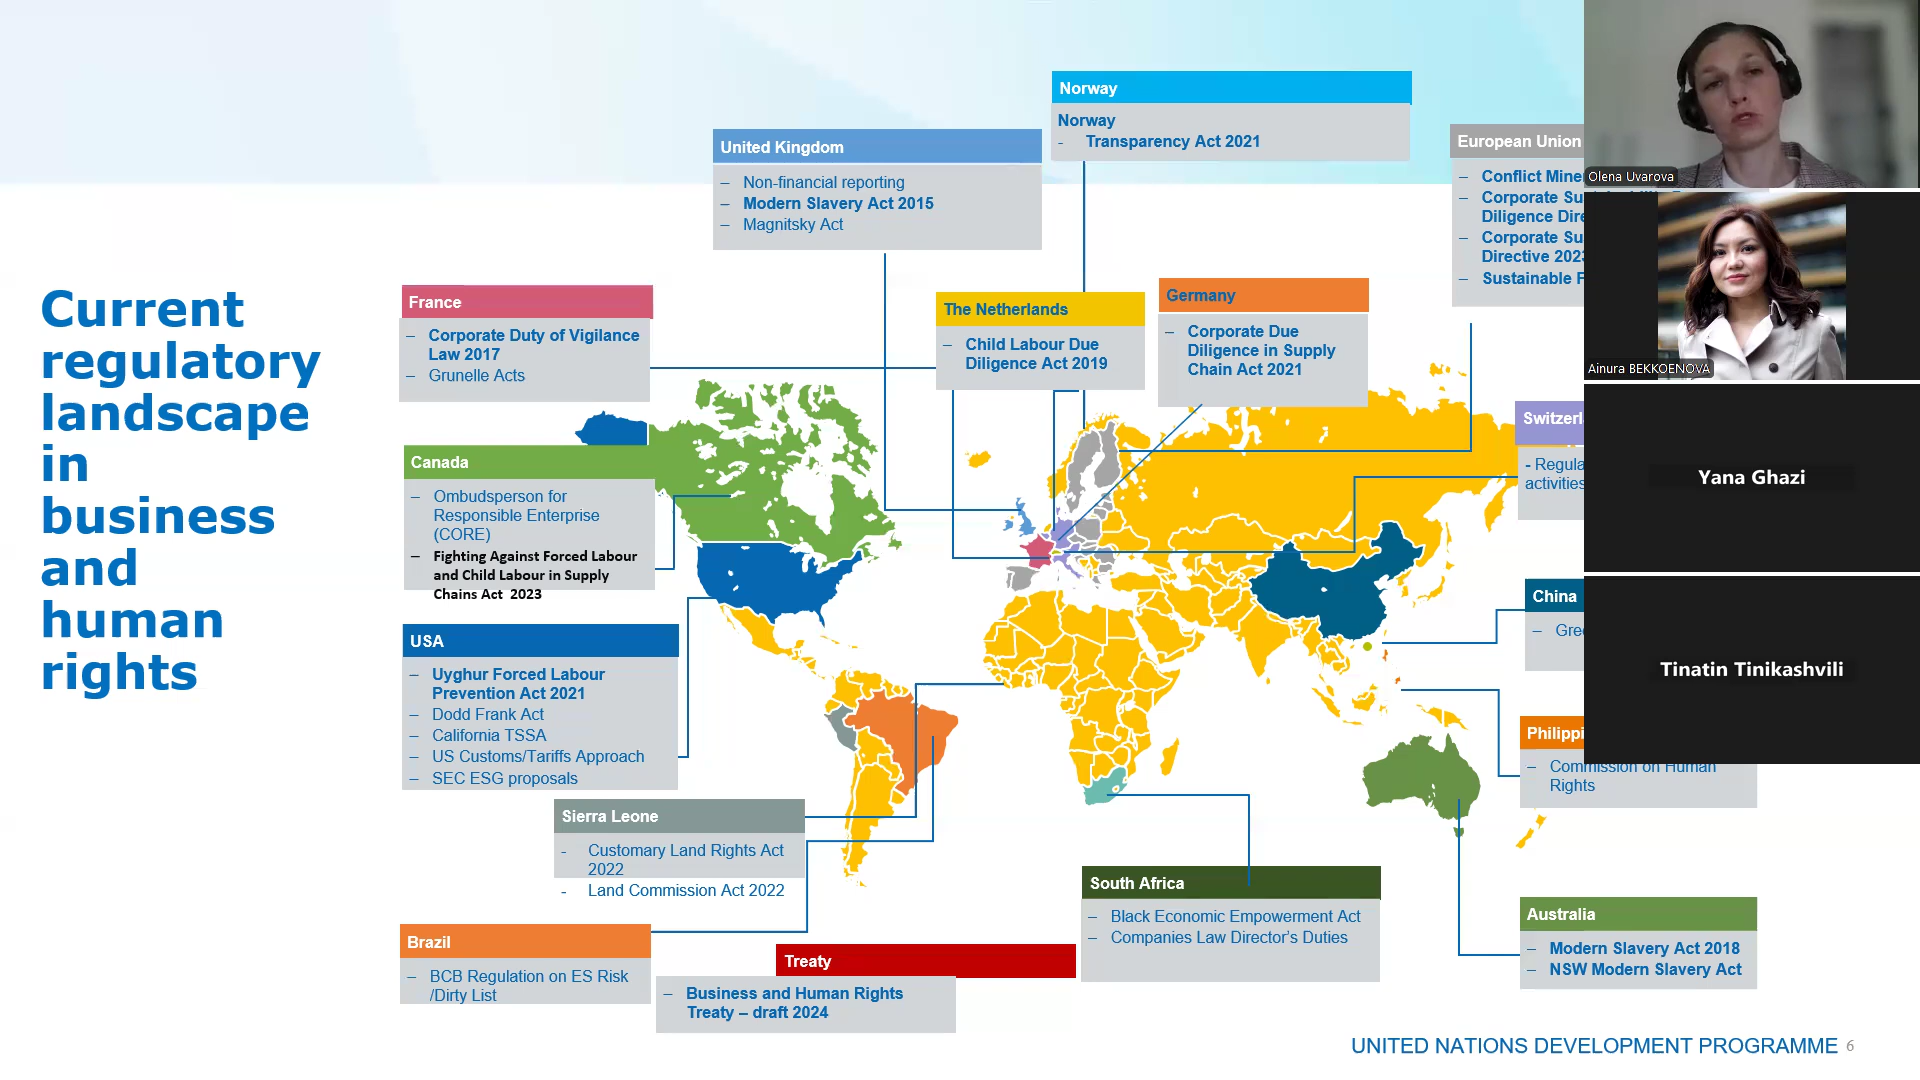 Current
regulatory
landscape
in
business
and
human
rights
Norway
Norway
- Transparency Act 2021
United Kingdom
– Non-financial reporting
– Modern Slavery Act 2015
– Magnitsky Act
European Union
– Conflict Mine
– Corporate Su
Diligence Dire
– Corporate Su
Directive 202
– Sustainable F
France
– Corporate Duty of Vigilance
Law 2017
– Grunelle Acts
The Netherlands
– Child Labour Due
Diligence Act 2019
Germany
– Corporate Due
Diligence in Supply
Chain Act 2021
Switzerl
- Regula
activities
Canada
– Ombudsperson for
Responsible Enterprise
(CORE)
– Fighting Against Forced Labour
and Child Labour in Supply
Chains Act 2023
USA
– Uyghur Forced Labour
Prevention Act 2021
– Dodd Frank Act
– California TSSA
– US Customs/Tariffs Approach
– SEC ESG proposals
China
– Gree
Philippi
– Commission on Human
Rights
Sierra Leone
- Customary Land Rights Act
2022
- Land Commission Act 2022
South Africa
– Black Economic Empowerment Act
– Companies Law Director's Duties
Australia
– Modern Slavery Act 2018
– NSW Modern Slavery Act
Brazil
– BCB Regulation on ES Risk
/Dirty List
Treaty
– Business and Human Rights
Treaty – draft 2024
UNITED NATIONS DEVELOPMENT PROGRAMME 6
Olena Uvarova
Ainura BEKKOENOVA
Yana Ghazi
Tinatin Tinikashvili